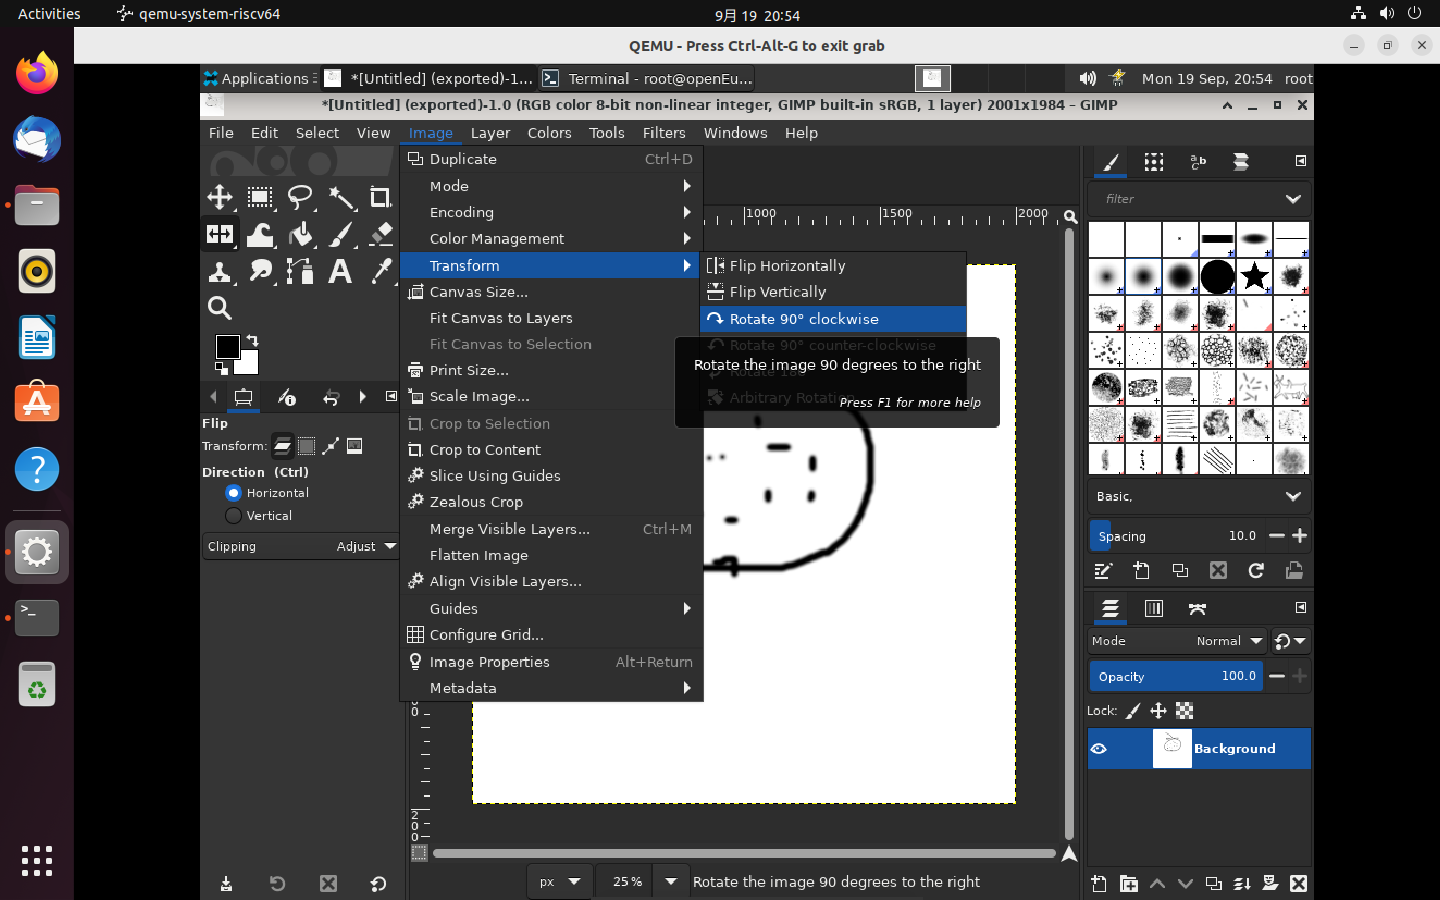 Activities
qemu-system-riscv64
9月 19 20:54
QEMU - Press Ctrl-Alt-G to exit grab
Applications
*[Untitled] (exported)-1...
Terminal - root@openEu...
Mon 19 Sep, 20:54
root
*[Untitled] (exported)-1.0 (RGB color 8-bit non-linear integer, GIMP built-in sRGB, 1 layer) 2001x1984 – GIMP
File Edit Select View Image Layer Colors Tools Filters Windows Help
Duplicate Ctrl+D
Mode
Encoding
Color Management
Transform
Canvas Size...
Fit Canvas to Layers
Fit Canvas to Selection
Print Size...
Scale Image...
Crop to Selection
Crop to Content
Slice Using Guides
Zealous Crop
Merge Visible Layers... Ctrl+M
Flatten Image
Align Visible Layers...
Guides
Configure Grid...
Image Properties Alt+Return
Metadata
1000 1500 2000
Flip Horizontally
Flip Vertically
Rotate 90° clockwise
Rotate 90° counter-clockwise
Rotate the image 90 degrees to the right
Arbitrary Rotation
Press F1 for more help
Flip
Transform:
Direction (Ctrl)
Horizontal
Vertical
Clipping Adjust
filter
Basic,
Spacing 10.0
Mode Normal
Opacity 100.0
Lock:
Background
200
px
25%
Rotate the image 90 degrees to the right